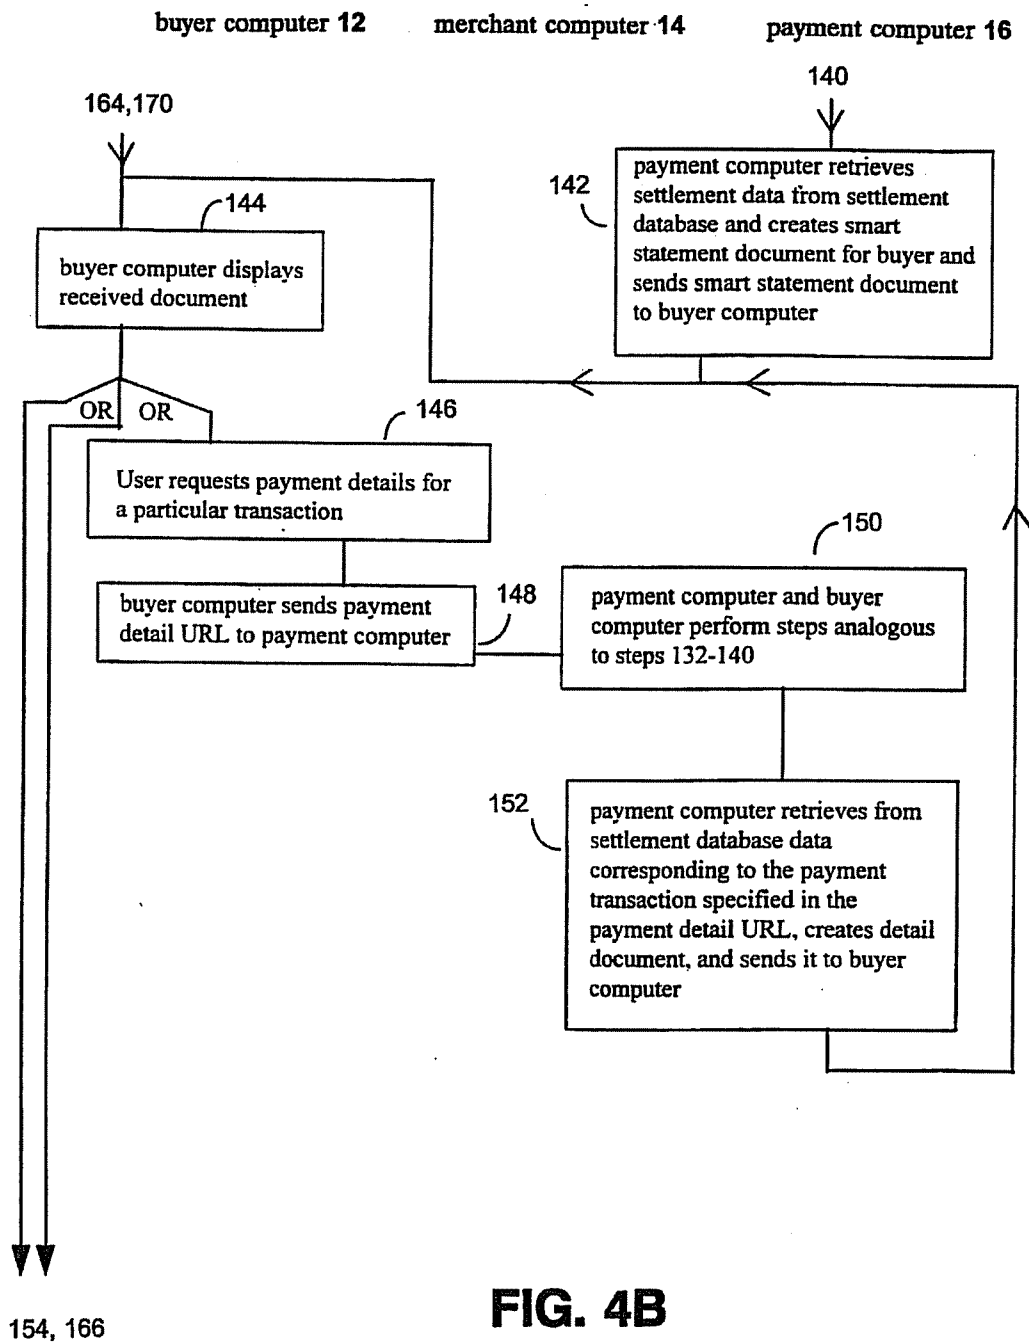 buyer computer 12 merchant computer 14 payment computer 16
140
164,170
payment computer retrieves
settlement data from settlement
database and creates smart
statement document for buyer and
sends smart statement document
to buyer computer
142
144
buyer computer displays
received document
OR OR
146
User requests payment details for
a particular transaction
buyer computer sends payment
detail URL to payment computer
148
150
payment computer and buyer
computer perform steps analogous
to steps 132-140
152
payment computer retrieves from
settlement database data
corresponding to the payment
transaction specified in the
payment detail URL, creates detail
document, and sends it to buyer
computer
154, 166
FIG. 4B